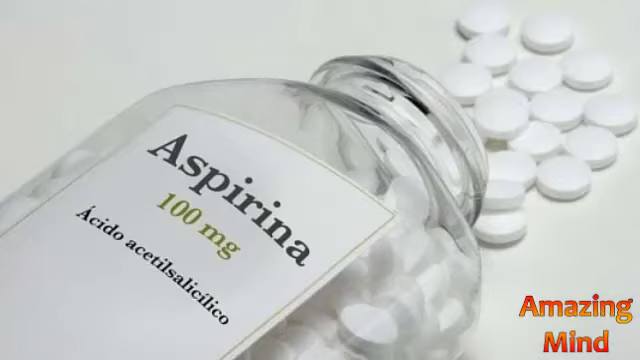 Aspirina
100 mg
Ácido acetilsalicílico
Amazing
Mind